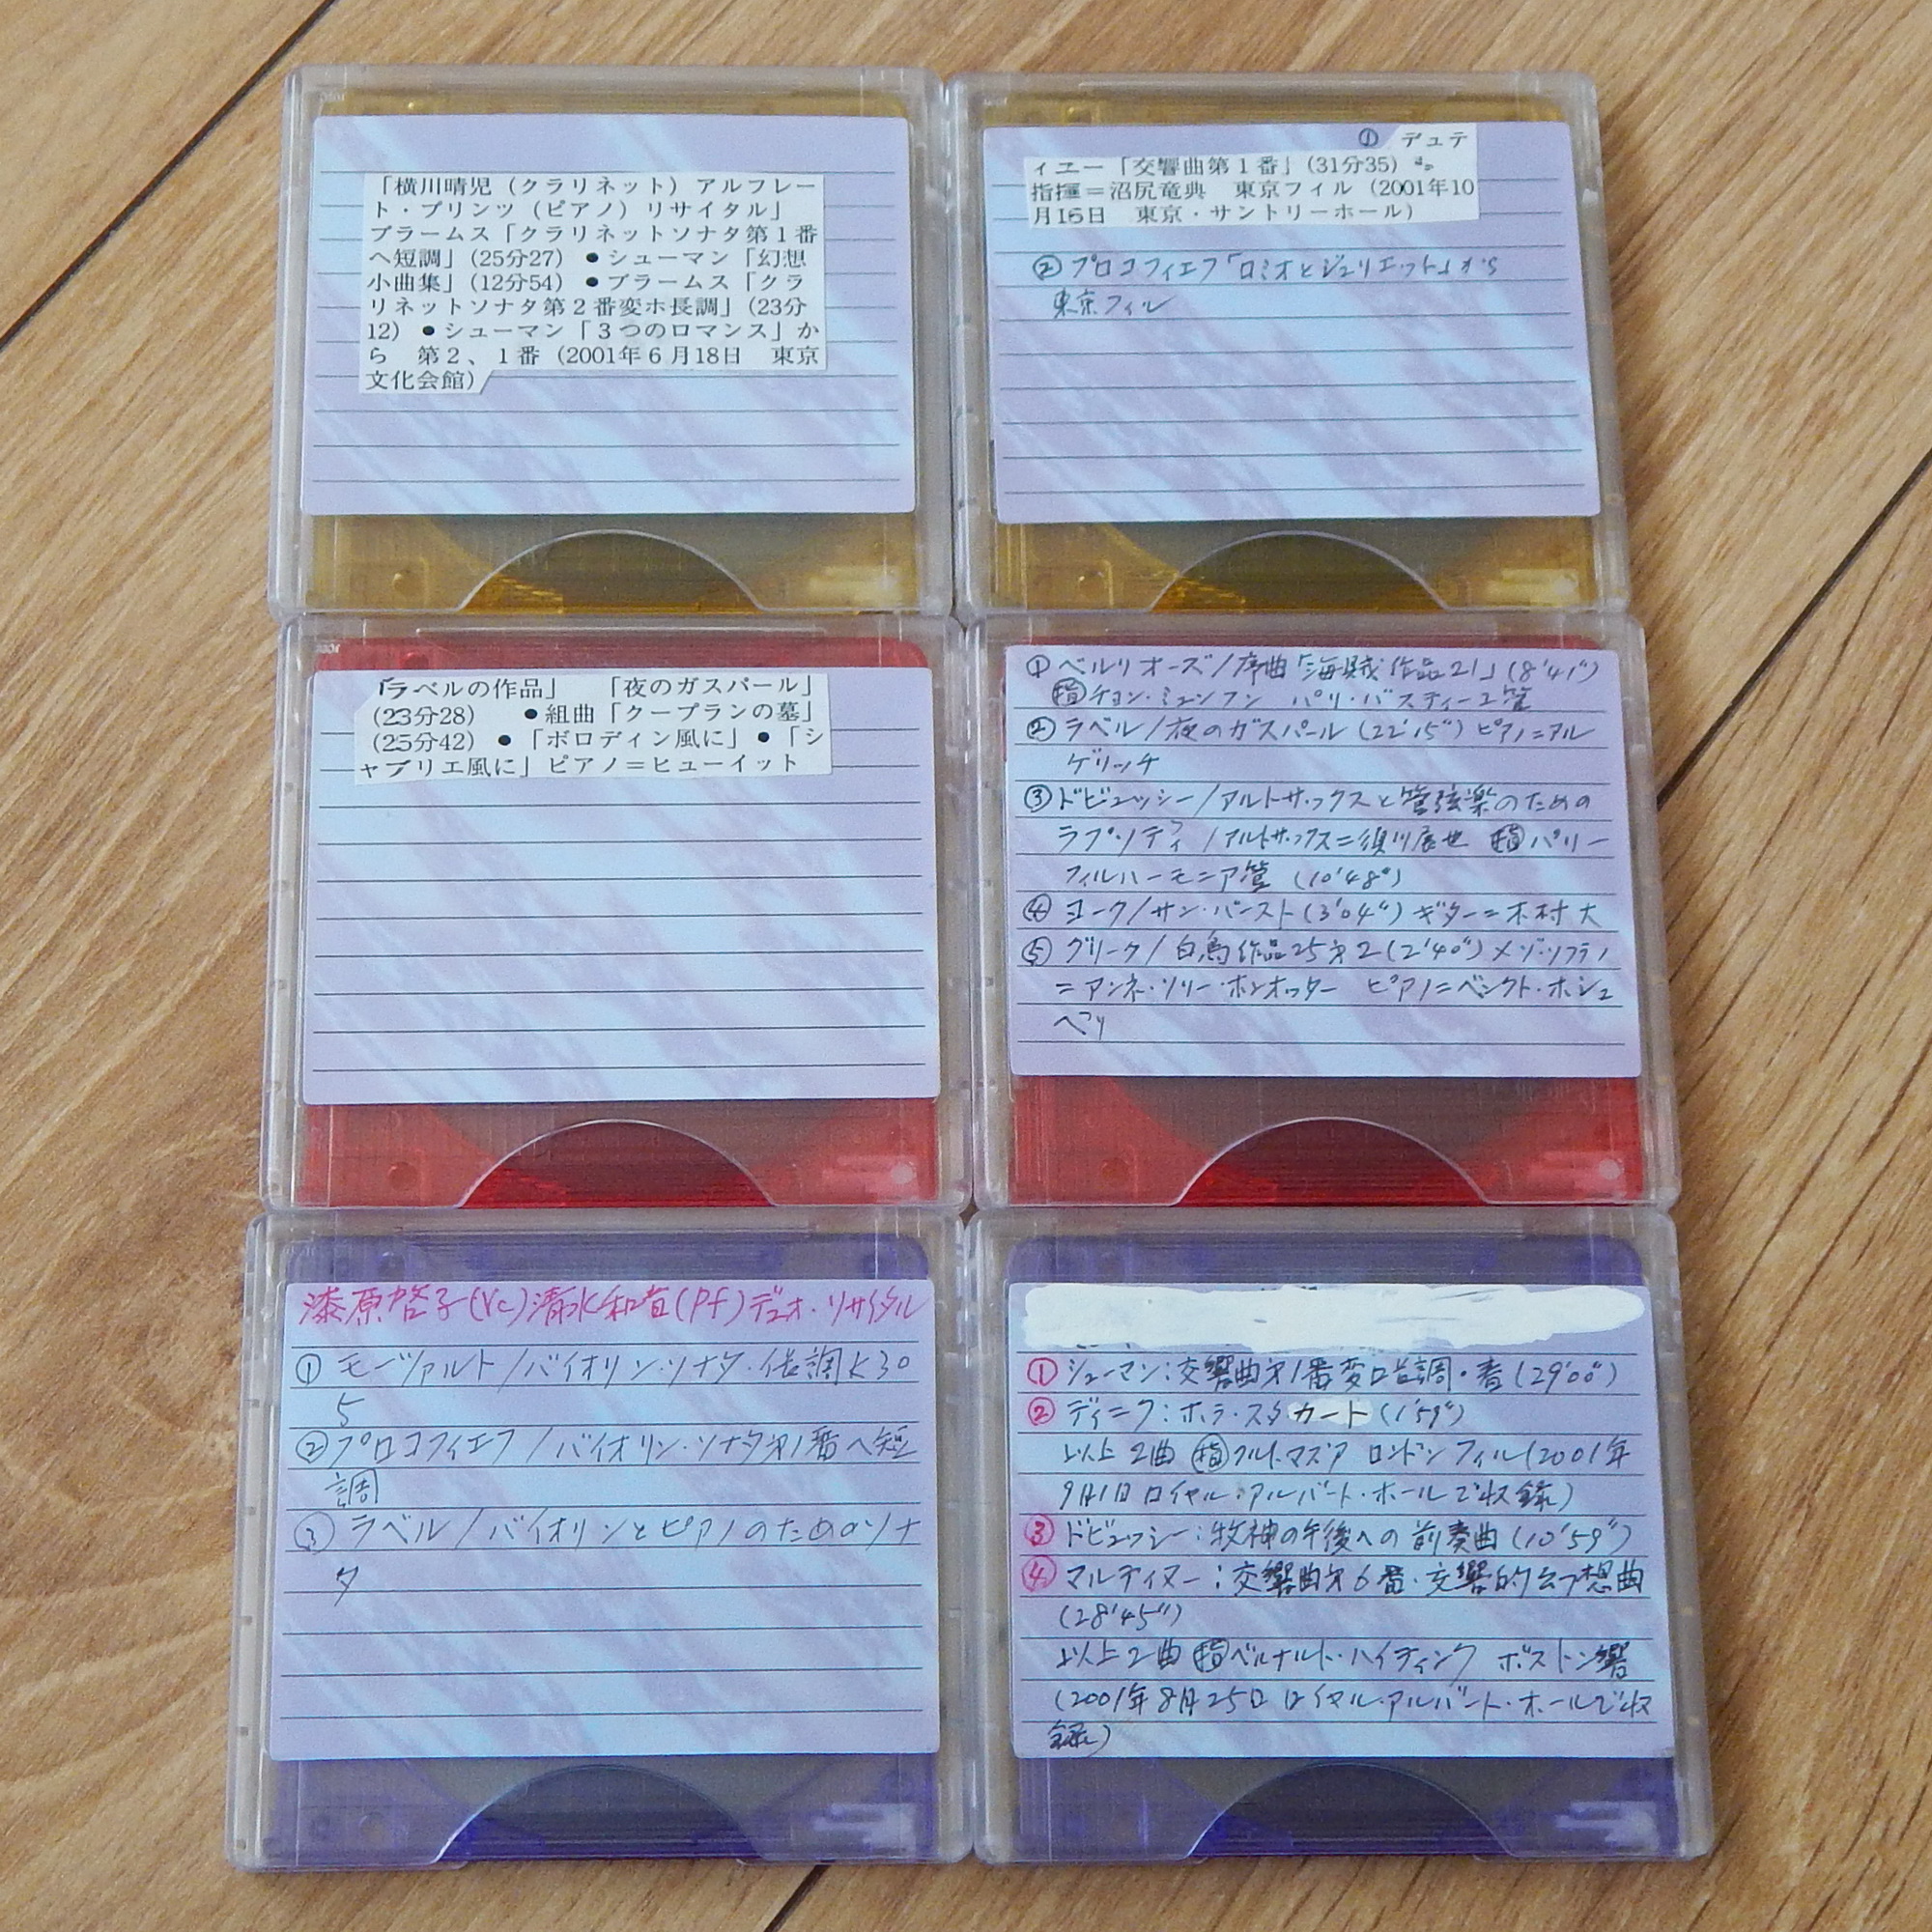 「横川晴児(クラリネット)アルフレー
ト・プリンツ(ピアノ)リサイタル」
ブラームス「クラリネットソナタ第1番
ヘ短調」(25分27) ●シューマン「幻想
小曲集」(12分54) ●ブラームス「クラ
リネットソナタ第2番変ホ長調」(23分
12) ●シューマン「3つのロマンス」か
ら 第2、1番(2001年6月18日 東京
文化会館)
① デュテ
ィユー「交響曲第1番」(31分35)
指揮=沼尻竜典 東京フィル(2001年10
月16日 東京・サントリーホール)
② プロコフィエフ「ロミオとジュリエット」から
東京フィル
「ラベルの作品」 「夜のガスパール」
(23分28) ●組曲「クープランの墓」
(25分42) ●「ボロディン風に」●「シ
ャブリエ風に」ピアノ=ヒューイット
① ベルリオーズ/序曲「海賊作品21」(8'41")
指 チョン・ミュンフン パリ・バスティーユ管
② ラベル/夜のガスパール(22'15") ピアノ=アル
ゲリッチ
③ ドビュッシー/アルトサックスと管弦楽のための
ラプソディ/アルトサックス=須川展也 指 パリー
フィルハーモニア管 (10'48")
④ ヨーク/サン・バースト(3'04") ギター=木村大
⑤ グリーク/白鳥作品25才2(2'40") メゾ・ソプラノ
=アンネ・ソフィー・フォン・オッター ピアノ=ベンクト・ホシュ
ベリ
漆原啓子(Vc)清水和音(Pf)デュオ・リサイタル
① モーツァルト/バイオリン・ソナタ・イ長調K30
5
② プロコフィエフ/バイオリン・ソナタ才1番ヘ短
調
③ ラベル/バイオリンとピアノのためのソナ
タ
① シューマン:交響曲才1番変ロ長調・春(29'00")
② ディニク:ホラ・スタカート(1'59")
以上2曲 指 クルト・マズア ロンドンフィル(2001年
9月1日ロイヤル・アルバート・ホールで収録)
③ ドビュッシー:牧神の午後への前奏曲(10'59")
④ マルティヌー:交響曲才6番・交響的幻想曲
(28'45")
以上2曲 指 ベルナルト・ハイティンク ボストン響
(2001年8月25日ロイヤル・アルバート・ホールで収
録)